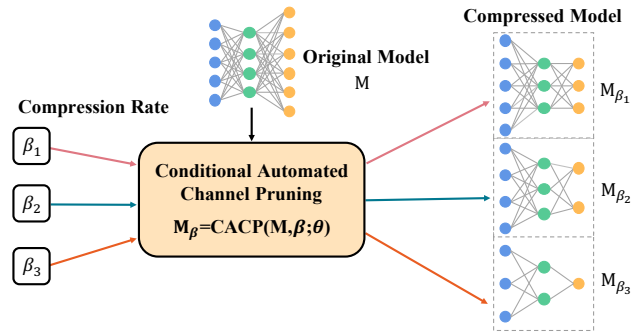 Compressed Model
Original Model
M
Compression Rate
β1
β2
β3
Conditional Automated
Channel Pruning
Mβ=CACP(M,β;θ)
Mβ1
Mβ2
Mβ3